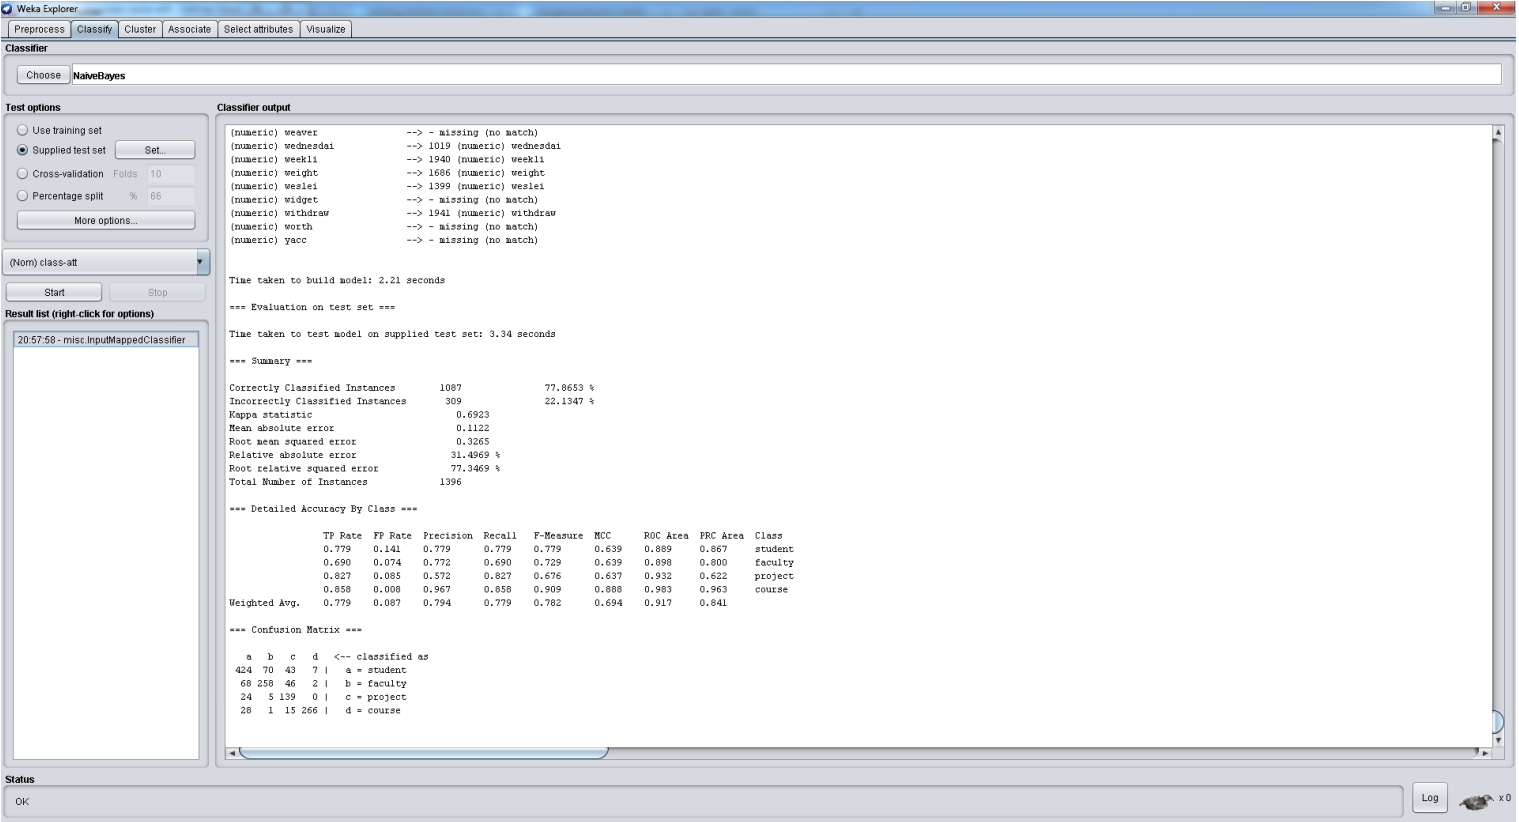 Weka Explorer
Preprocess Classify Cluster Associate Select attributes Visualize
Classifier
Choose NaiveBayes
Test options
Use training set
Supplied test set Set...
Cross-validation Folds 10
Percentage split % 66
More options...
(Nom) class-att
Start Stop
Result list (right-click for options)
20:57:58 - misc.InputMappedClassifier
Classifier output
(numeric) weaver --> - missing (no match)
(numeric) wednesdai --> 1019 (numeric) wednesdai
(numeric) weekli --> 1940 (numeric) weekli
(numeric) weight --> 1686 (numeric) weight
(numeric) weslei --> 1399 (numeric) weslei
(numeric) widget --> - missing (no match)
(numeric) withdraw --> 1941 (numeric) withdraw
(numeric) worth --> - missing (no match)
(numeric) yacc --> - missing (no match)
Time taken to build model: 2.21 seconds
=== Evaluation on test set ===
Time taken to test model on supplied test set: 3.34 seconds
=== Summary ===
Correctly Classified Instances 1087 77.8653 %
Incorrectly Classified Instances 309 22.1347 %
Kappa statistic 0.6923
Mean absolute error 0.1122
Root mean squared error 0.3265
Relative absolute error 31.4969 %
Root relative squared error 77.3469 %
Total Number of Instances 1396
=== Detailed Accuracy By Class ===
TP Rate FP Rate Precision Recall F-Measure MCC ROC Area PRC Area Class
0.779 0.141 0.779 0.779 0.779 0.639 0.889 0.867 student
0.690 0.074 0.772 0.690 0.729 0.639 0.898 0.800 faculty
0.827 0.085 0.572 0.827 0.676 0.637 0.932 0.622 project
0.858 0.008 0.967 0.858 0.909 0.888 0.983 0.963 course
Weighted Avg. 0.779 0.087 0.794 0.779 0.782 0.694 0.917 0.841
=== Confusion Matrix ===
a b c d <-- classified as
424 70 43 7 | a = student
68 258 46 2 | b = faculty
24 5 139 0 | c = project
28 1 15 266 | d = course
Status
OK
Log x 0